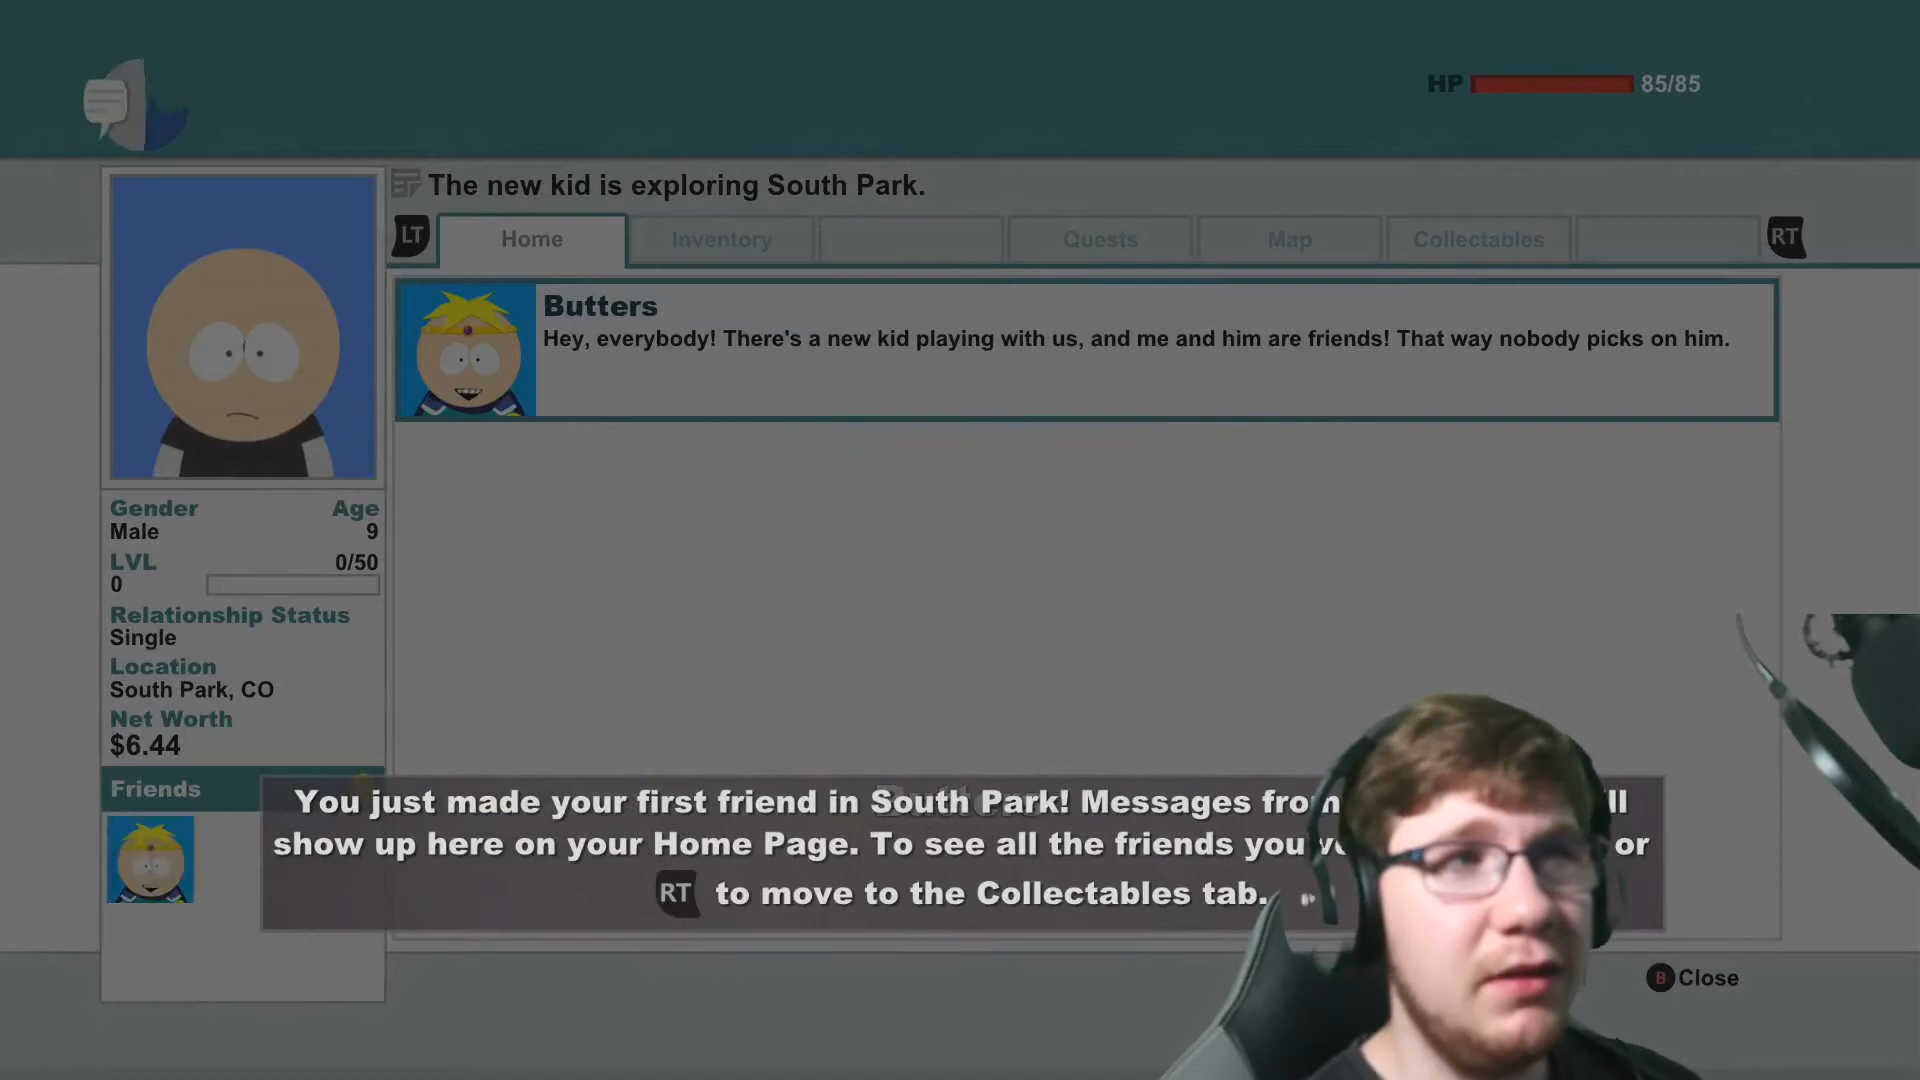 HP 85/85
The new kid is exploring South Park.
LT Home Inventory Quests Map Collectables RT
Butters
Hey, everybody! There's a new kid playing with us, and me and him are friends! That way nobody picks on him.
Gender Age
Male 9
LVL 0/50
0
Relationship Status
Single
Location
South Park, CO
Net Worth
$6.44
Friends
Butters
You just made your first friend in South Park! Messages from
show up here on your Home Page. To see all the friends you or
RT to move to the Collectables tab.
B Close